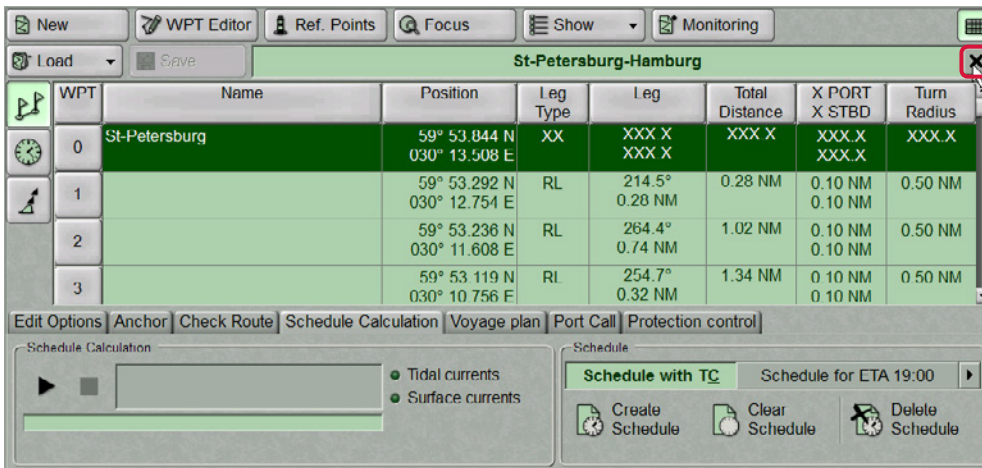 New WPT Editor Ref. Points Focus Show Monitoring
Load Save St-Petersburg-Hamburg
WPT Name Position Leg Type Leg Total Distance X PORT X STBD Turn Radius
0 St-Petersburg 59° 53.844 N XX XXX X XXX X XXX.X XXX.X
030° 13.508 E XXX X XXX.X
1 59° 53.292 N RL 214.5° 0.28 NM 0.10 NM 0.50 NM
030° 12.754 E 0.28 NM 0.10 NM
2 59° 53.236 N RL 264.4° 1.02 NM 0.10 NM 0.50 NM
030° 11.608 E 0.74 NM 0.10 NM
3 59° 53.119 N RL 254.7° 1.34 NM 0.10 NM 0.50 NM
030° 10.756 E 0.32 NM 0.10 NM
Edit Options Anchor Check Route Schedule Calculation Voyage plan Port Call Protection control
Schedule Calculation Schedule
Tidal currents Schedule with TC Schedule for ETA 19:00
Surface currents
Create Schedule Clear Schedule Delete Schedule